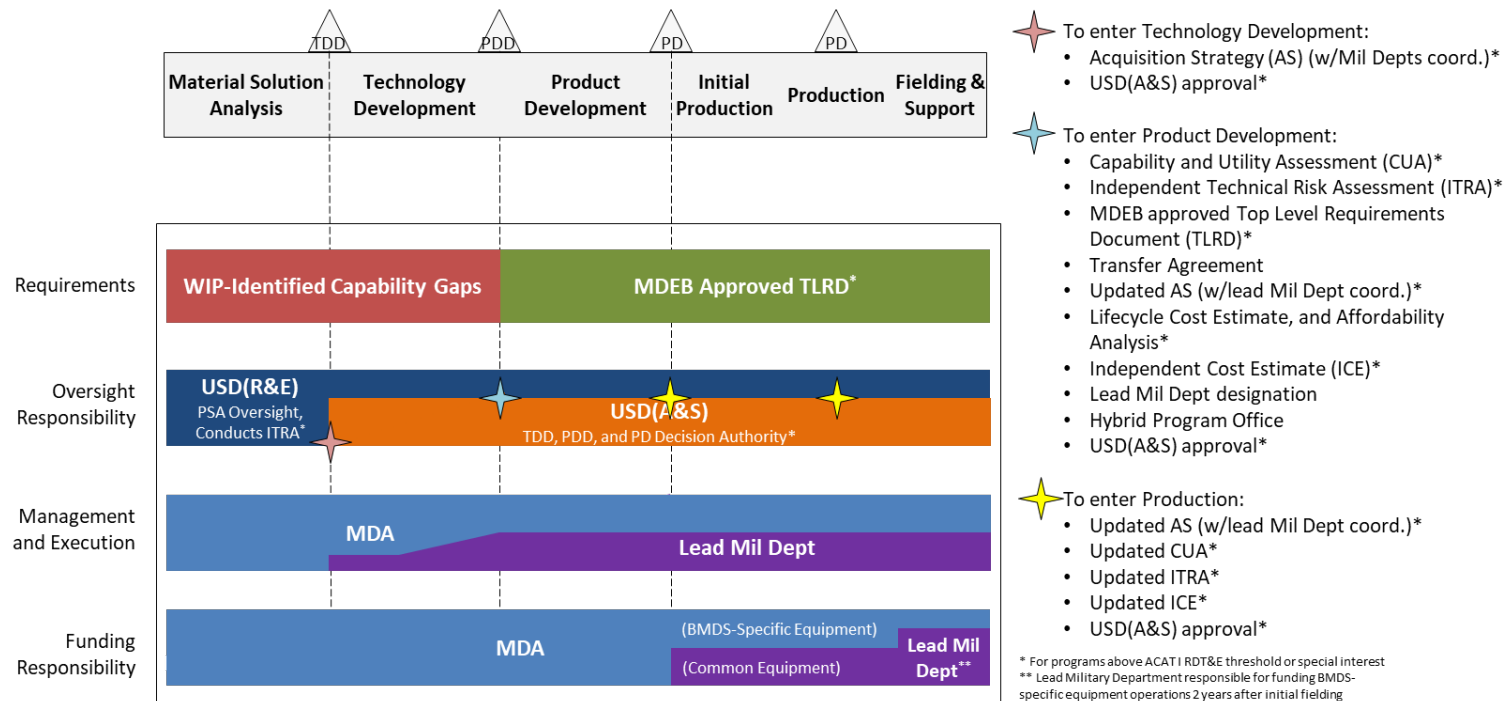 TDD
PDD
PD
PD
Material Solution
Analysis
Technology
Development
Product
Development
Initial
Production
Production
Fielding &
Support
Requirements
WIP-Identified Capability Gaps
MDEB Approved TLRD*
Oversight
Responsibility
USD(R&E)
PSA Oversight,
Conducts ITRA*
USD(A&S)
TDD, PDD, and PD Decision Authority*
Management
and Execution
MDA
Lead Mil Dept
Funding
Responsibility
MDA
(BMDS-Specific Equipment)
(Common Equipment)
Lead Mil
Dept**
To enter Technology Development:
• Acquisition Strategy (AS) (w/Mil Depts coord.)*
• USD(A&S) approval*
To enter Product Development:
• Capability and Utility Assessment (CUA)*
• Independent Technical Risk Assessment (ITRA)*
• MDEB approved Top Level Requirements
Document (TLRD)*
• Transfer Agreement
• Updated AS (w/lead Mil Dept coord.)*
• Lifecycle Cost Estimate, and Affordability
Analysis*
• Independent Cost Estimate (ICE)*
• Lead Mil Dept designation
• Hybrid Program Office
• USD(A&S) approval*
To enter Production:
• Updated AS (w/lead Mil Dept coord.)*
• Updated CUA*
• Updated ITRA*
• Updated ICE*
• USD(A&S) approval*
* For programs above ACAT I RDT&E threshold or special interest
** Lead Military Department responsible for funding BMDS-
specific equipment operations 2 years after initial fielding